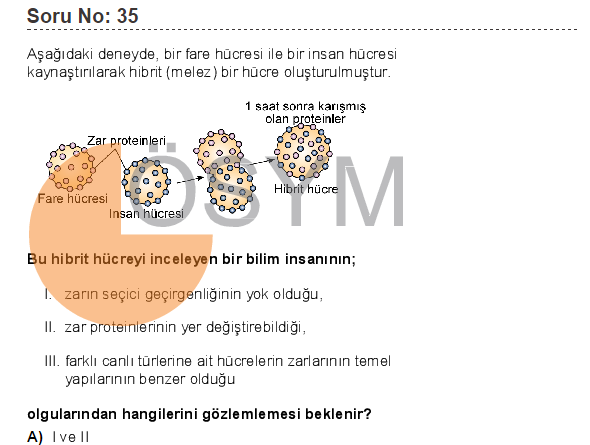 Soru No: 35
Aşağıdaki deneyde, bir fare hücresi ile bir insan hücresi
kaynaştırılarak hibrit (melez) bir hücre oluşturulmuştur.
1 saat sonra karışmış
olan proteinler
Zar proteinleri
Fare hücresi
İnsan hücresi
Hibrit hücre
ÖSYM
Bu hibrit hücreyi inceleyen bir bilim insanının;
I. zarın seçici geçirgenliğinin yok olduğu,
II. zar proteinlerinin yer değiştirebildiği,
III. farklı canlı türlerine ait hücrelerin zarlarının temel
yapılarının benzer olduğu
olgularından hangilerini gözlemlemesi beklenir?
A) I ve II